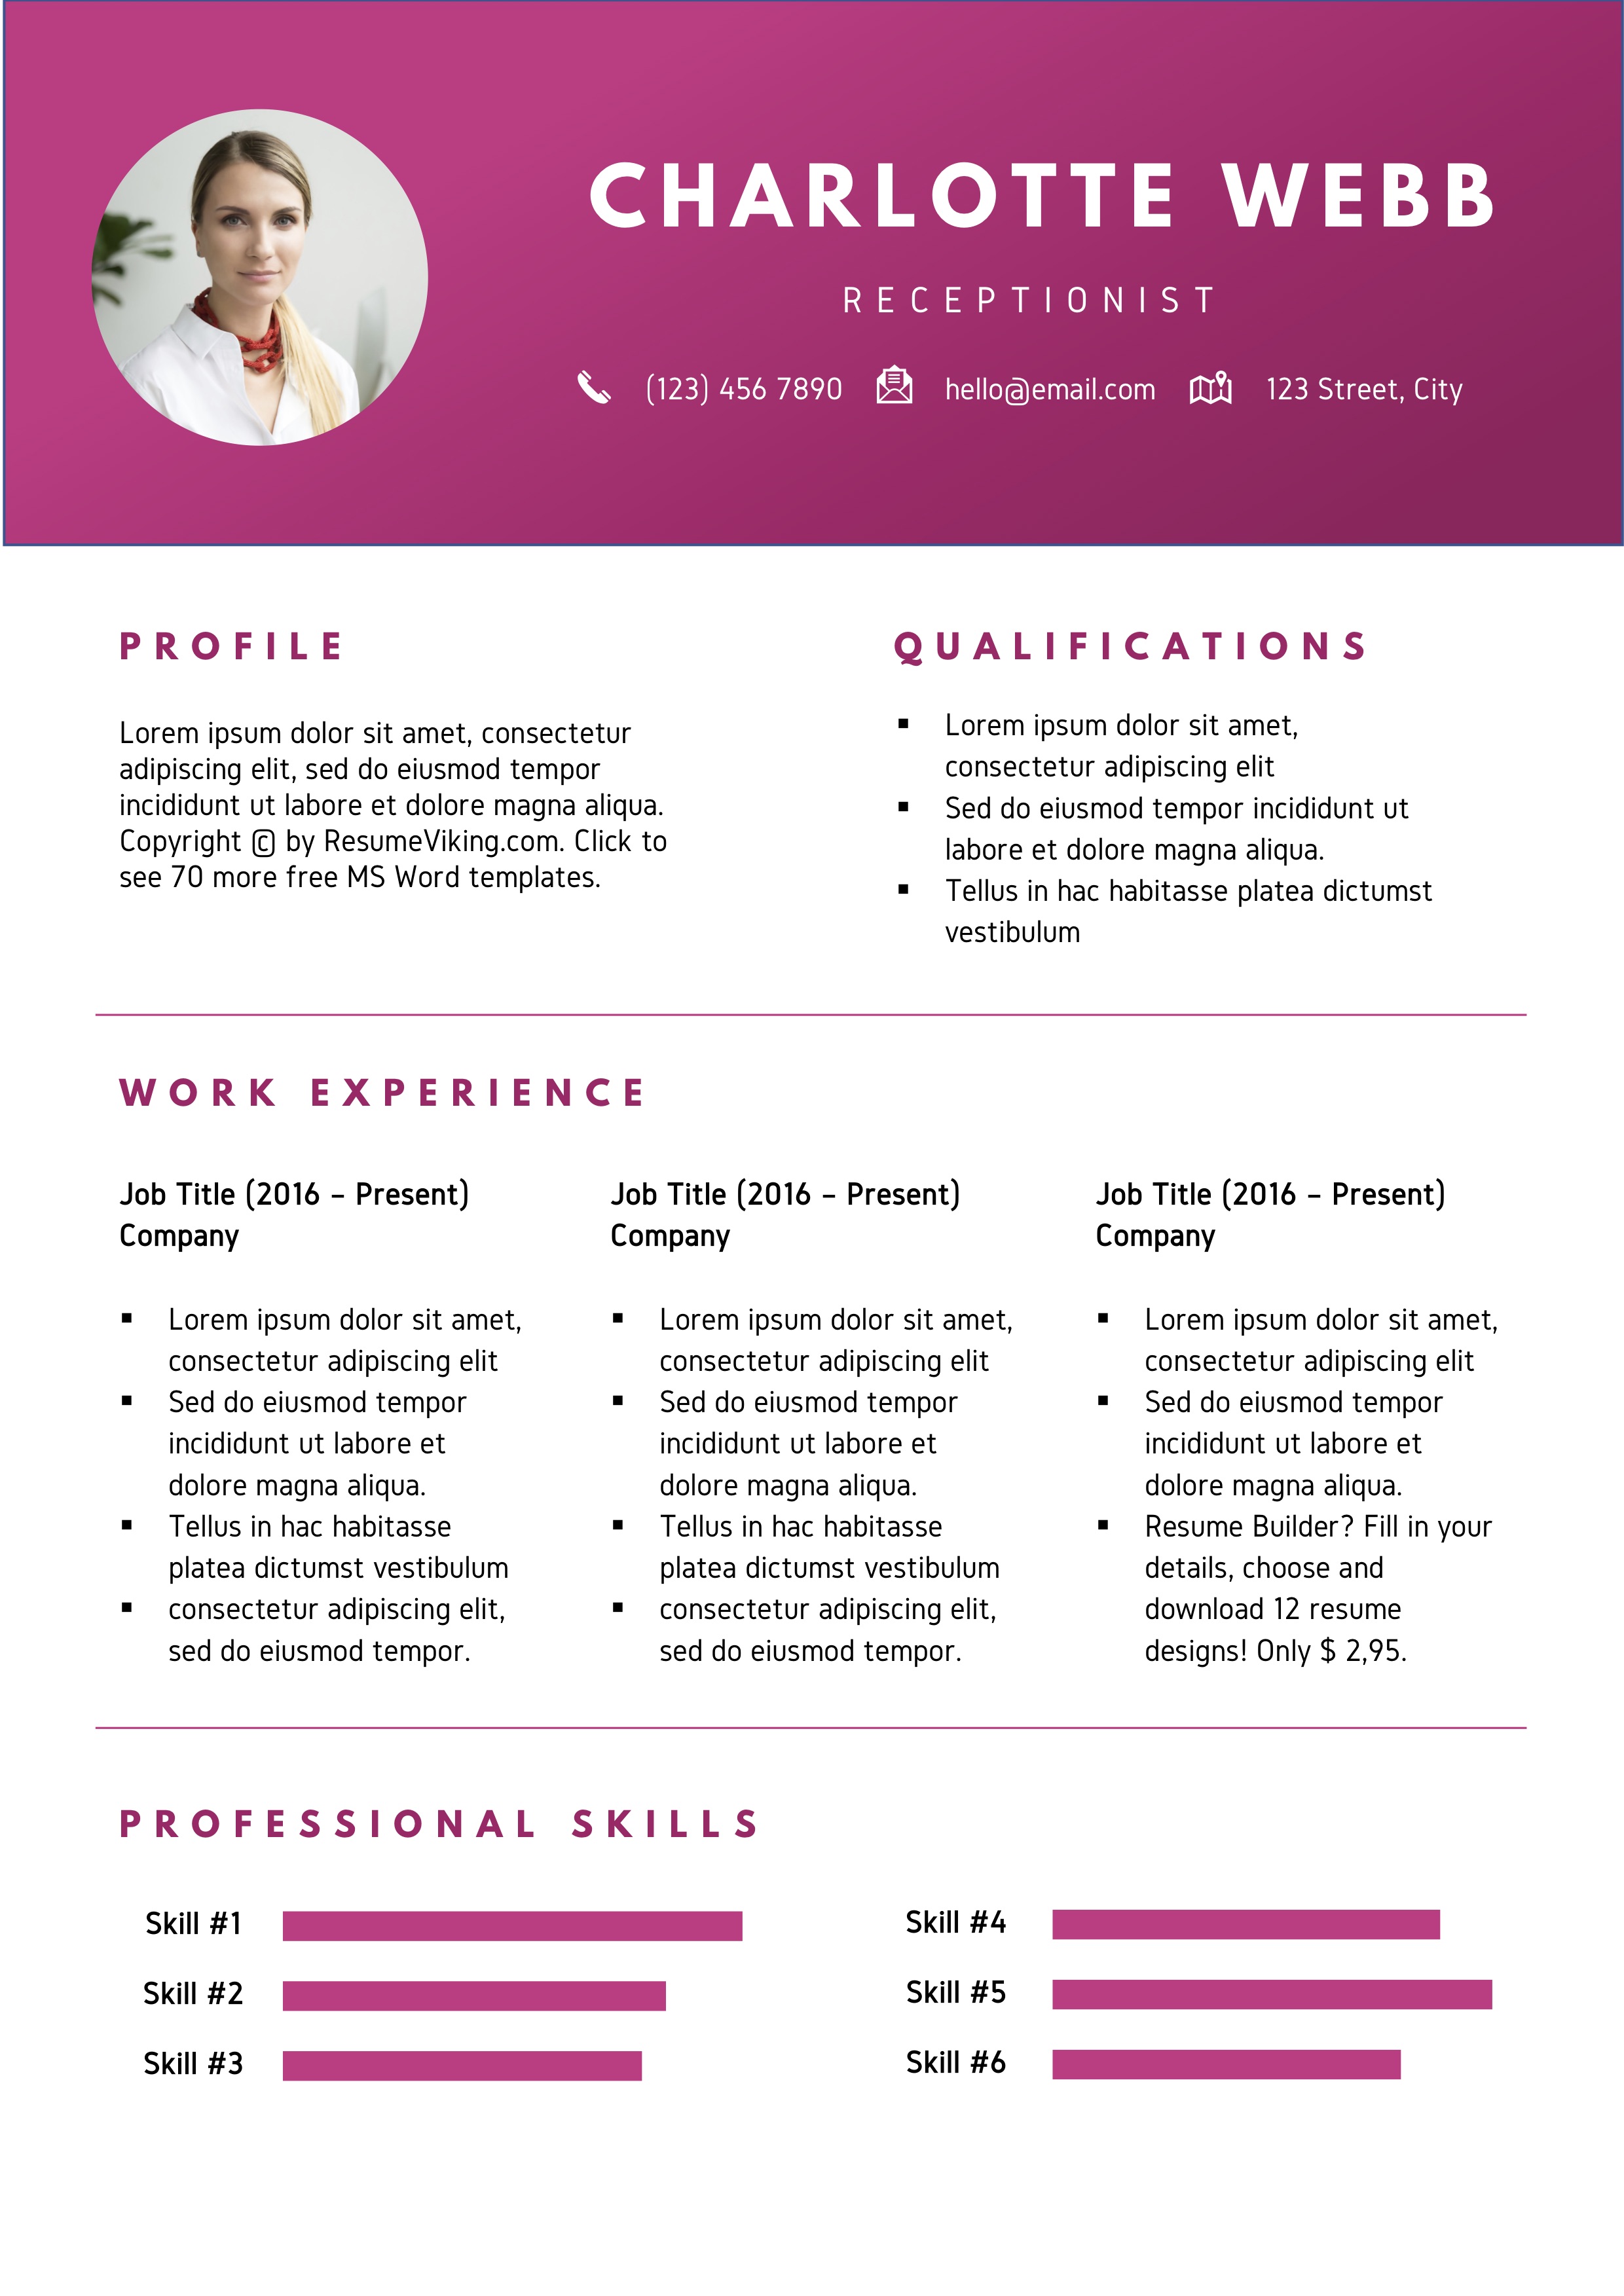 CHARLOTTE WEBB
RECEPTIONIST
(123) 456 7890 hello@email.com 123 Street, City
PROFILE
Lorem ipsum dolor sit amet, consectetur
adipiscing elit, sed do eiusmod tempor
incididunt ut labore et dolore magna aliqua.
Copyright © by ResumeViking.com. Click to
see 70 more free MS Word templates.
QUALIFICATIONS
▪ Lorem ipsum dolor sit amet,
consectetur adipiscing elit
▪ Sed do eiusmod tempor incididunt ut
labore et dolore magna aliqua.
▪ Tellus in hac habitasse platea dictumst
vestibulum
WORK EXPERIENCE
Job Title (2016 – Present)
Company
▪ Lorem ipsum dolor sit amet,
consectetur adipiscing elit
▪ Sed do eiusmod tempor
incididunt ut labore et
dolore magna aliqua.
▪ Tellus in hac habitasse
platea dictumst vestibulum
▪ consectetur adipiscing elit,
sed do eiusmod tempor.
Job Title (2016 – Present)
Company
▪ Lorem ipsum dolor sit amet,
consectetur adipiscing elit
▪ Sed do eiusmod tempor
incididunt ut labore et
dolore magna aliqua.
▪ Tellus in hac habitasse
platea dictumst vestibulum
▪ consectetur adipiscing elit,
sed do eiusmod tempor.
Job Title (2016 – Present)
Company
▪ Lorem ipsum dolor sit amet,
consectetur adipiscing elit
▪ Sed do eiusmod tempor
incididunt ut labore et
dolore magna aliqua.
▪ Resume Builder? Fill in your
details, choose and
download 12 resume
designs! Only $ 2,95.
PROFESSIONAL SKILLS
Skill #1
Skill #2
Skill #3
Skill #4
Skill #5
Skill #6